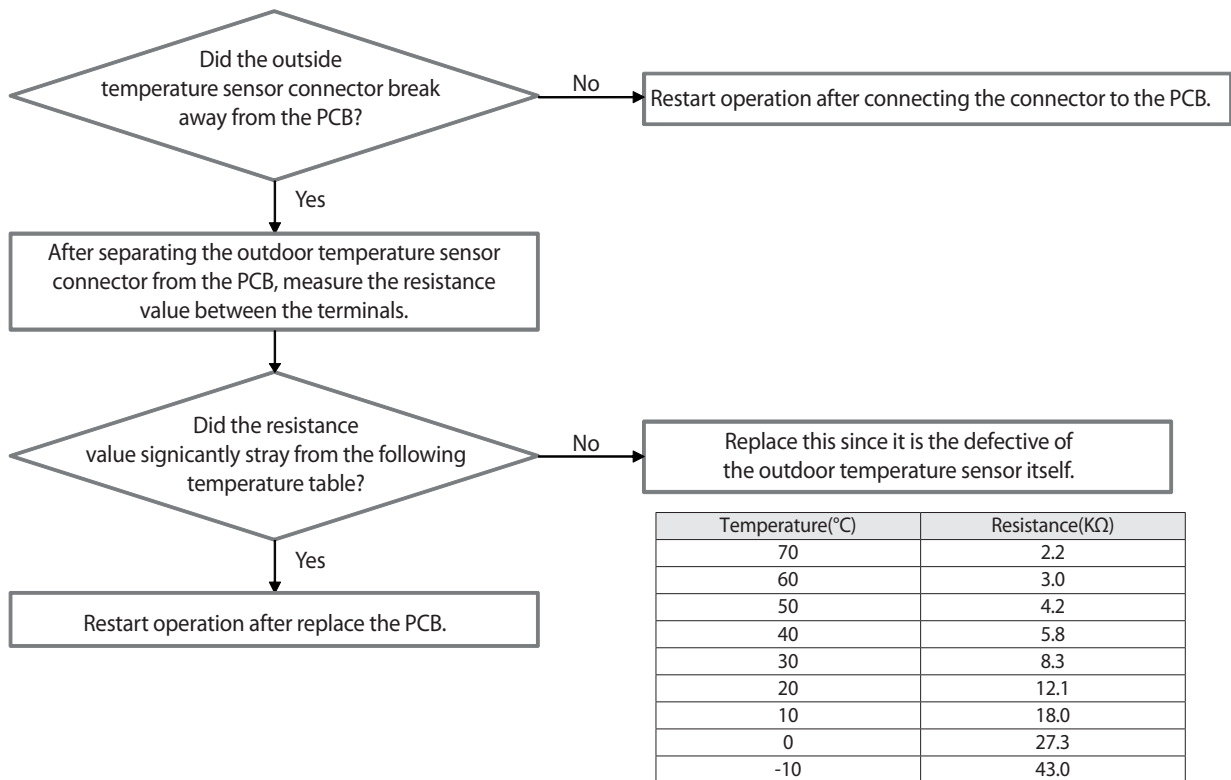 Did the outside
temperature sensor connector break
away from the PCB?
No
Restart operation after connecting the connector to the PCB.
Yes
After separating the outdoor temperature sensor
connector from the PCB, measure the resistance
value between the terminals.
Did the resistance
value signicantly stray from the following
temperature table?
No
Replace this since it is the defective of
the outdoor temperature sensor itself.
Yes
Restart operation after replace the PCB.
Temperature(°C) Resistance(KΩ)
70 2.2
60 3.0
50 4.2
40 5.8
30 8.3
20 12.1
10 18.0
0 27.3
-10 43.0